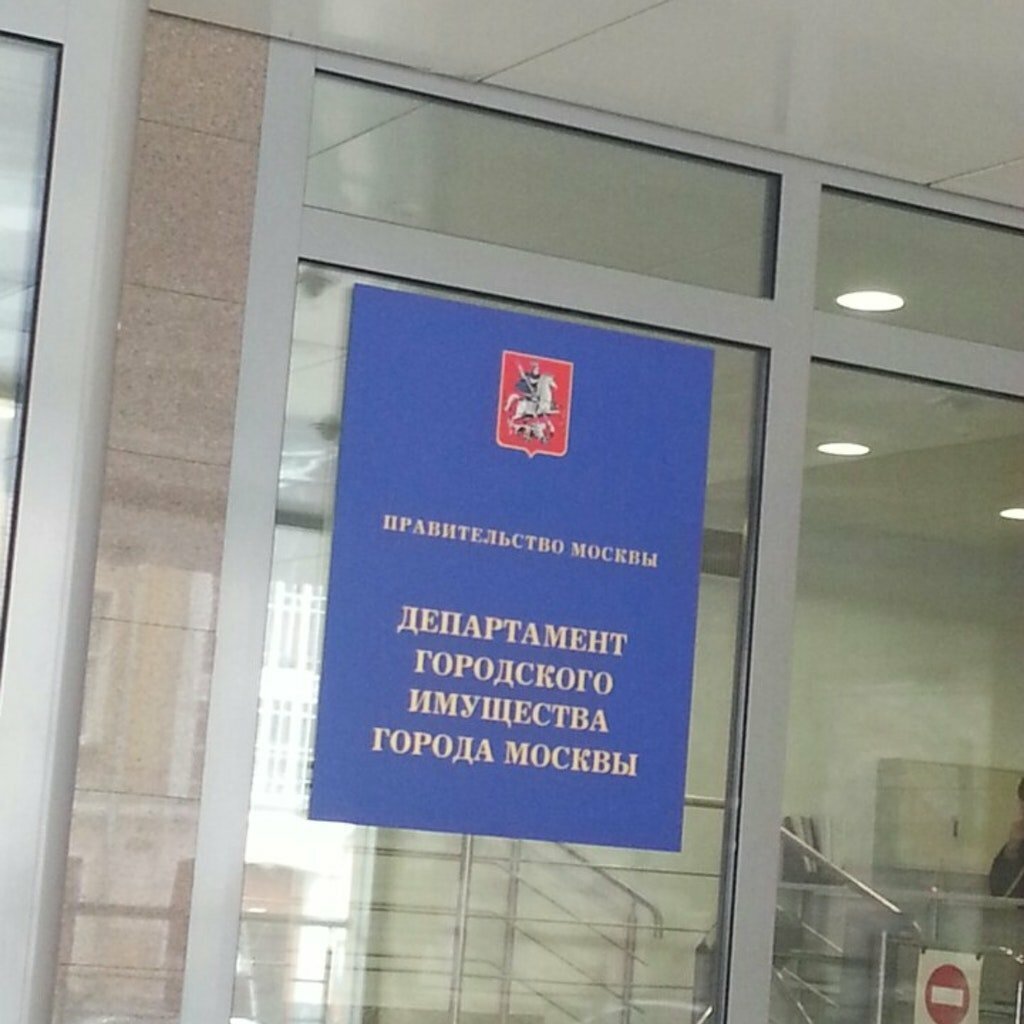 ПРАВИТЕЛЬСТВО МОСКВЫ
ДЕПАРТАМЕНТ
ГОРОДСКОГО
ИМУЩЕСТВА
ГОРОДА МОСКВЫ